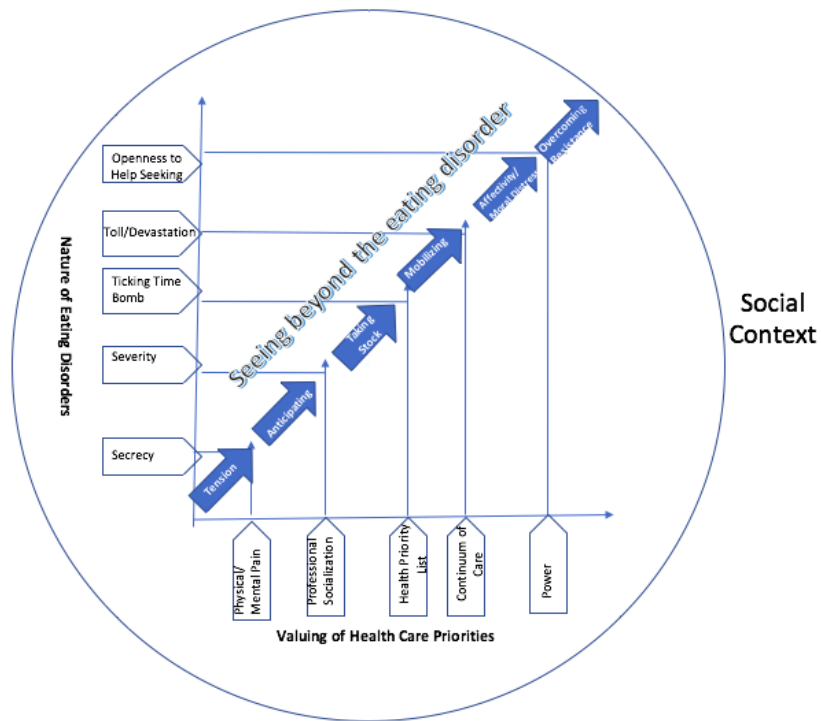 Openness to
Help Seeking
Toll/Devastation
Ticking Time
Bomb
Severity
Secrecy
Nature of Eating Disorders
Seeing beyond the eating disorder
Tension
Anticipating
Taking
Stock
Mobilizing
Affectivity/
Moral Distress
Overcoming
Resistance
Social
Context
Physical/
Mental Pain
Professional
Socialization
Health Priority
List
Continuum of
Care
Power
Valuing of Health Care Priorities